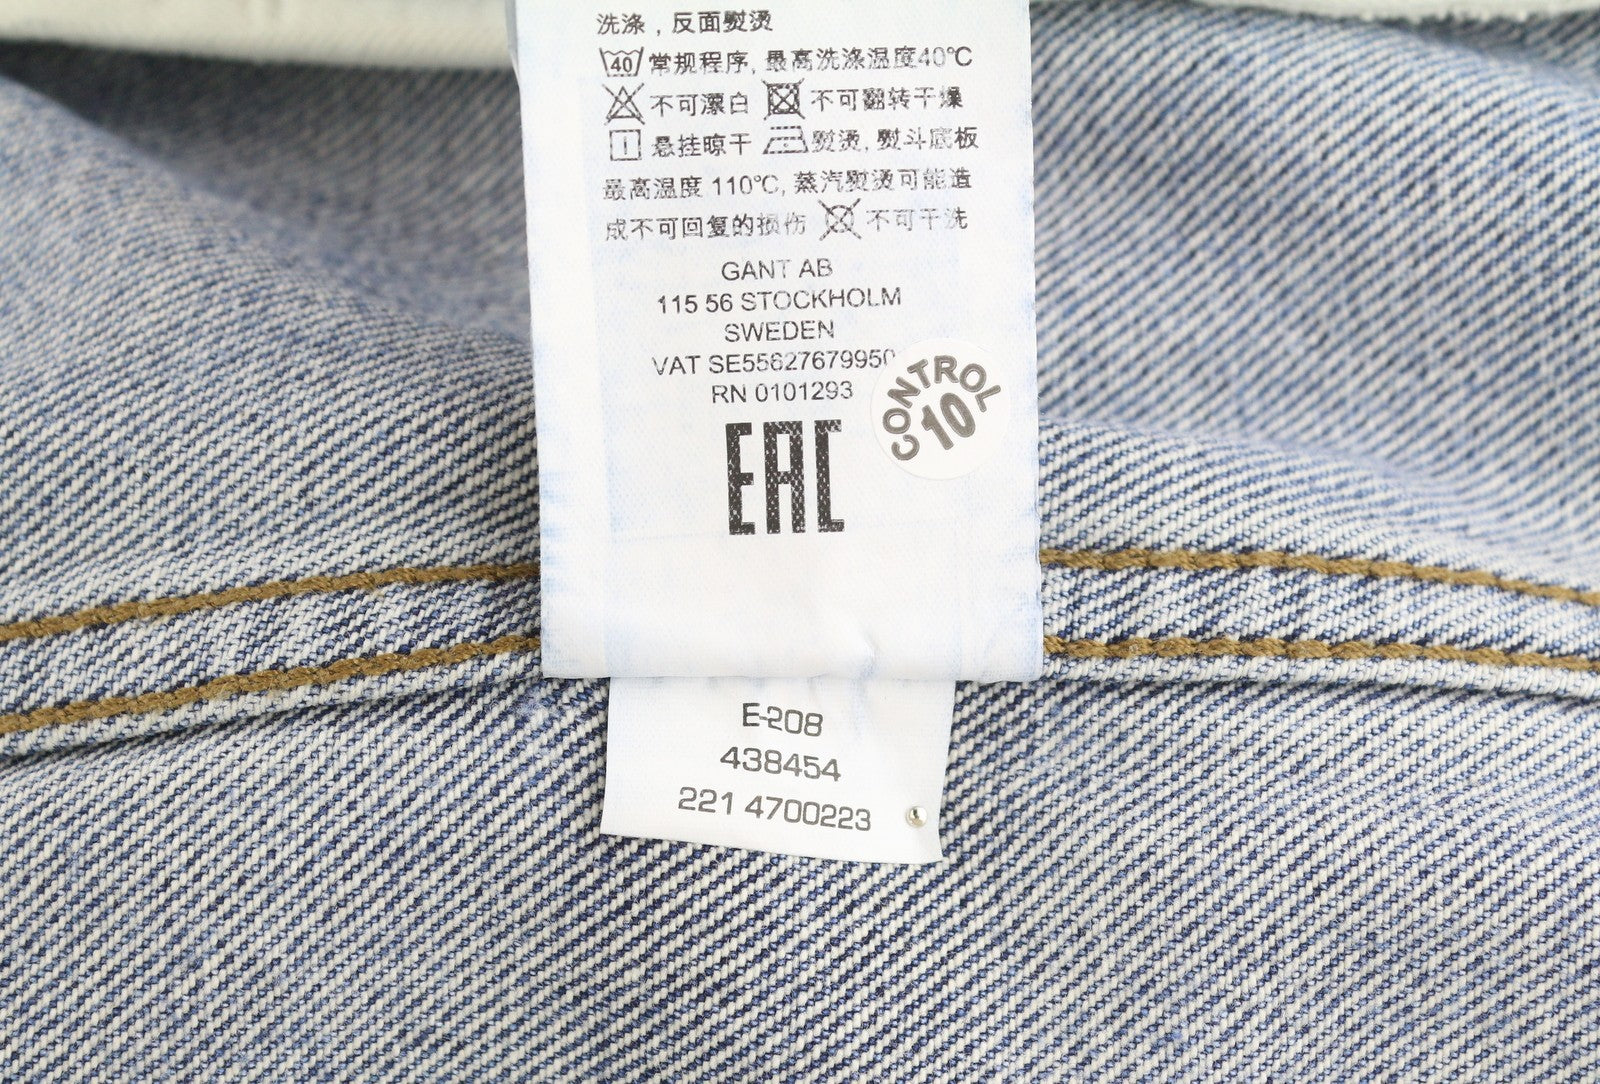 洗涤，反面熨烫
40 常规程序, 最高洗涤温度40°C
不可漂白 不可翻转干燥
悬挂晾干 熨烫, 熨斗底板
最高温度 110°C, 蒸汽熨烫可能造
成不可回复的损伤 不可干洗
GANT AB
115 56 STOCKHOLM
SWEDEN
VAT SE55627679950
RN 0101293
CONTROL
10
EAC
E-208
438454
221 4700223